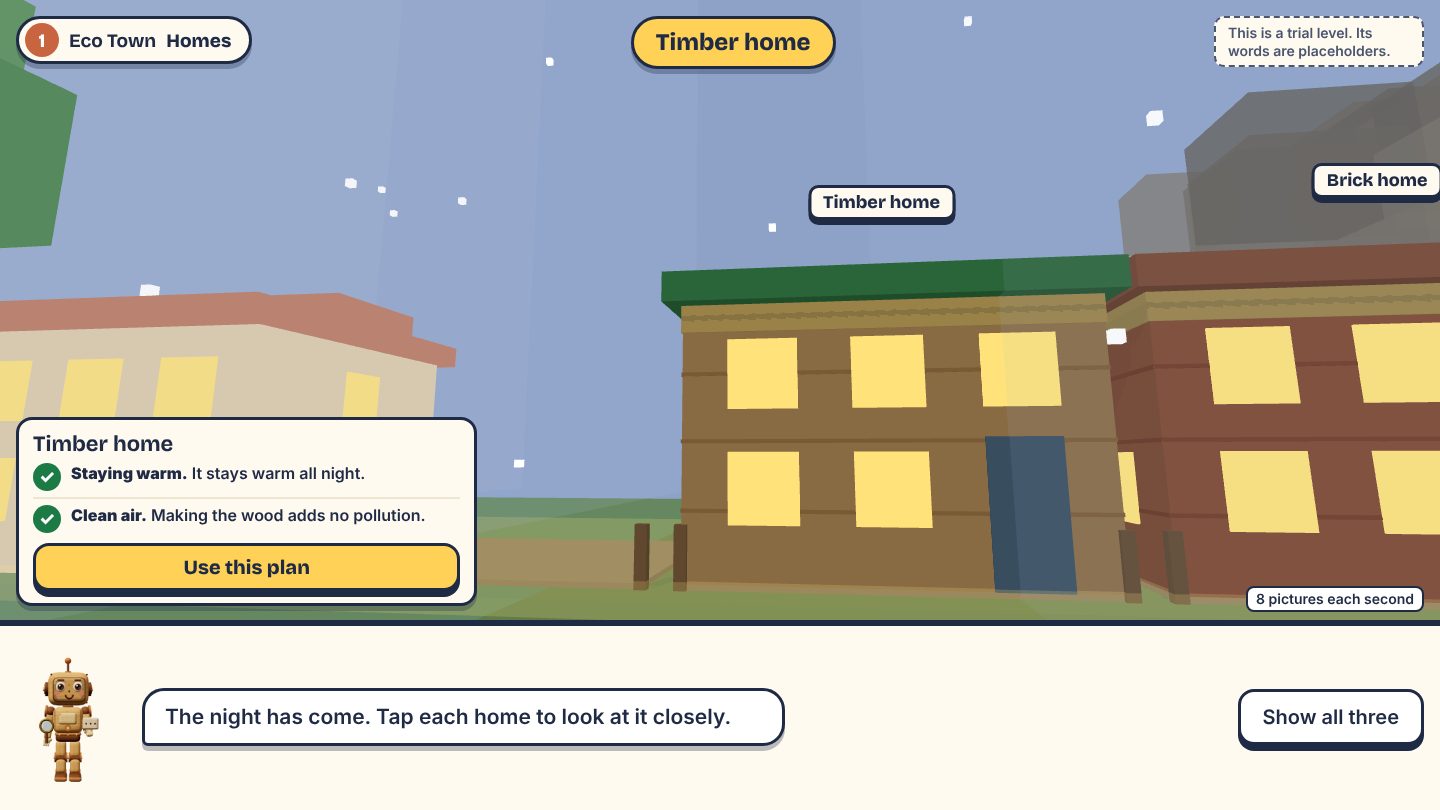 1 Eco Town Homes
Timber home
This is a trial level. Its
words are placeholders.
Timber home
Brick home
Timber home
Staying warm. It stays warm all night.
Clean air. Making the wood adds no pollution.
Use this plan
8 pictures each second
The night has come. Tap each home to look at it closely.
Show all three